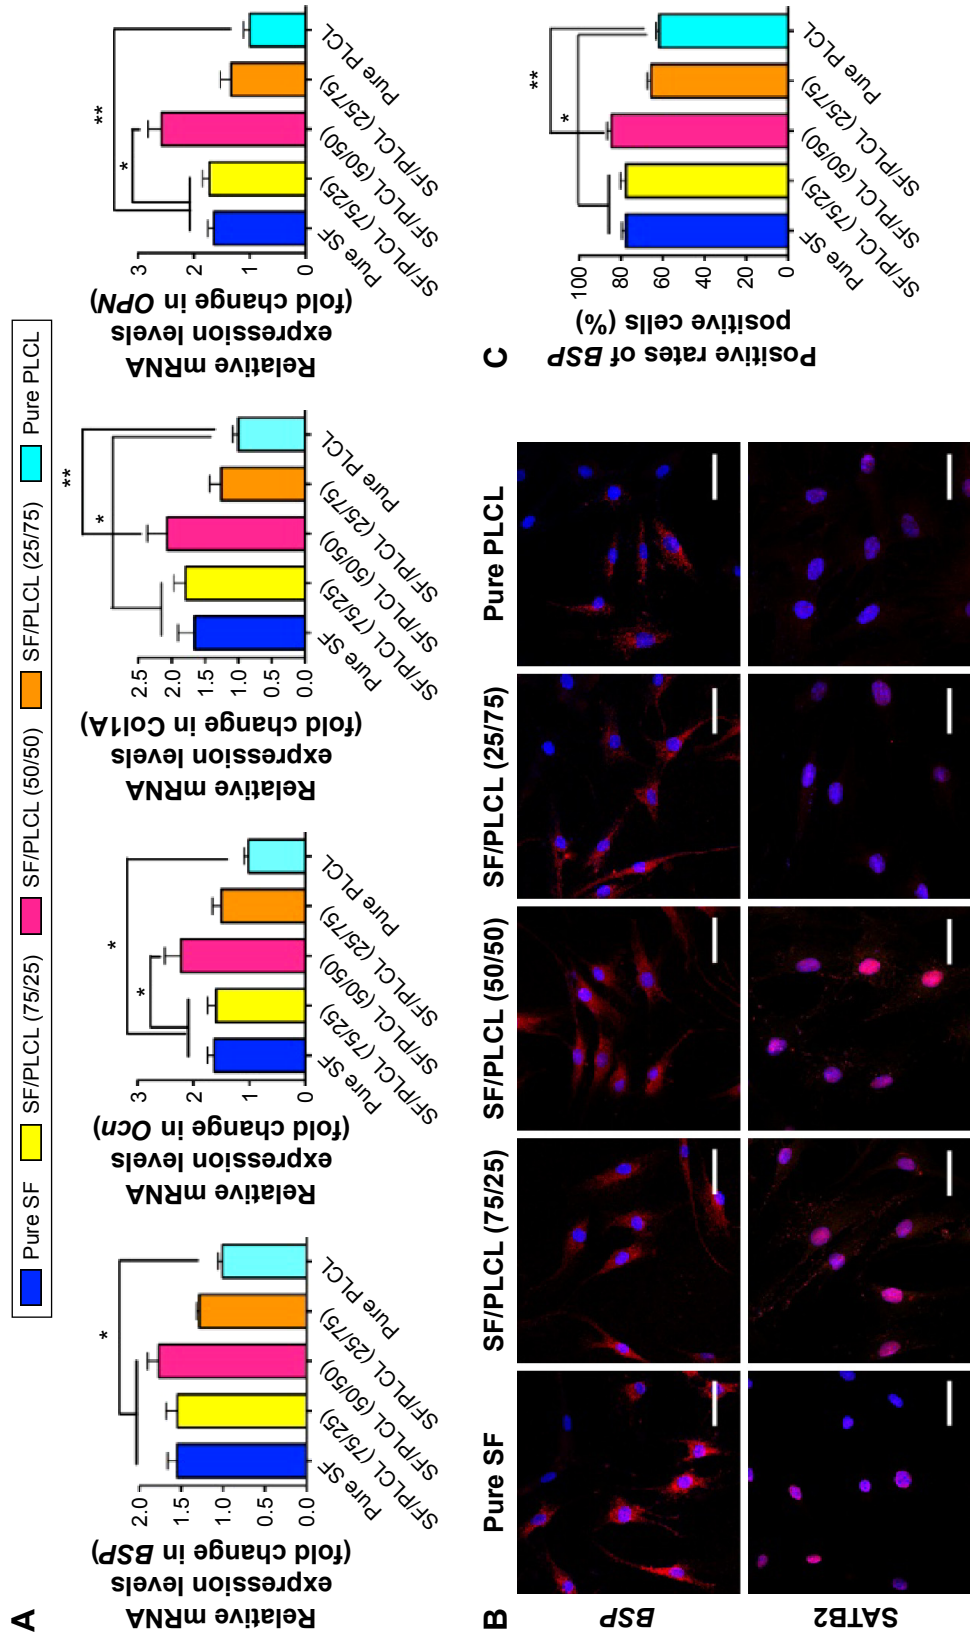 A
Pure SF
SF/PLCL (75/25)
SF/PLCL (50/50)
SF/PLCL (25/75)
Pure PLCL
Relative mRNA
expression levels
(fold change in BSP)
2.0
1.5
1.0
0.5
0.0
*
Pure SF
SF/PLCL (75/25)
SF/PLCL (50/50)
SF/PLCL (25/75)
Pure PLCL
Relative mRNA
expression levels
(fold change in Ocn)
3
2
1
0
*
*
Pure SF
SF/PLCL (75/25)
SF/PLCL (50/50)
SF/PLCL (25/75)
Pure PLCL
Relative mRNA
expression levels
(fold change in Col1A)
2.5
2.0
1.5
1.0
0.5
0.0
**
*
Pure SF
SF/PLCL (75/25)
SF/PLCL (50/50)
SF/PLCL (25/75)
Pure PLCL
Relative mRNA
expression levels
(fold change in OPN)
3
2
1
0
**
*
Pure SF
SF/PLCL (75/25)
SF/PLCL (50/50)
SF/PLCL (25/75)
Pure PLCL
B
Pure SF
SF/PLCL (75/25)
SF/PLCL (50/50)
SF/PLCL (25/75)
Pure PLCL
BSP
SATB2
C
Positive rates of BSP
positive cells (%)
100
80
60
40
20
0
**
*
Pure SF
SF/PLCL (75/25)
SF/PLCL (50/50)
SF/PLCL (25/75)
Pure PLCL